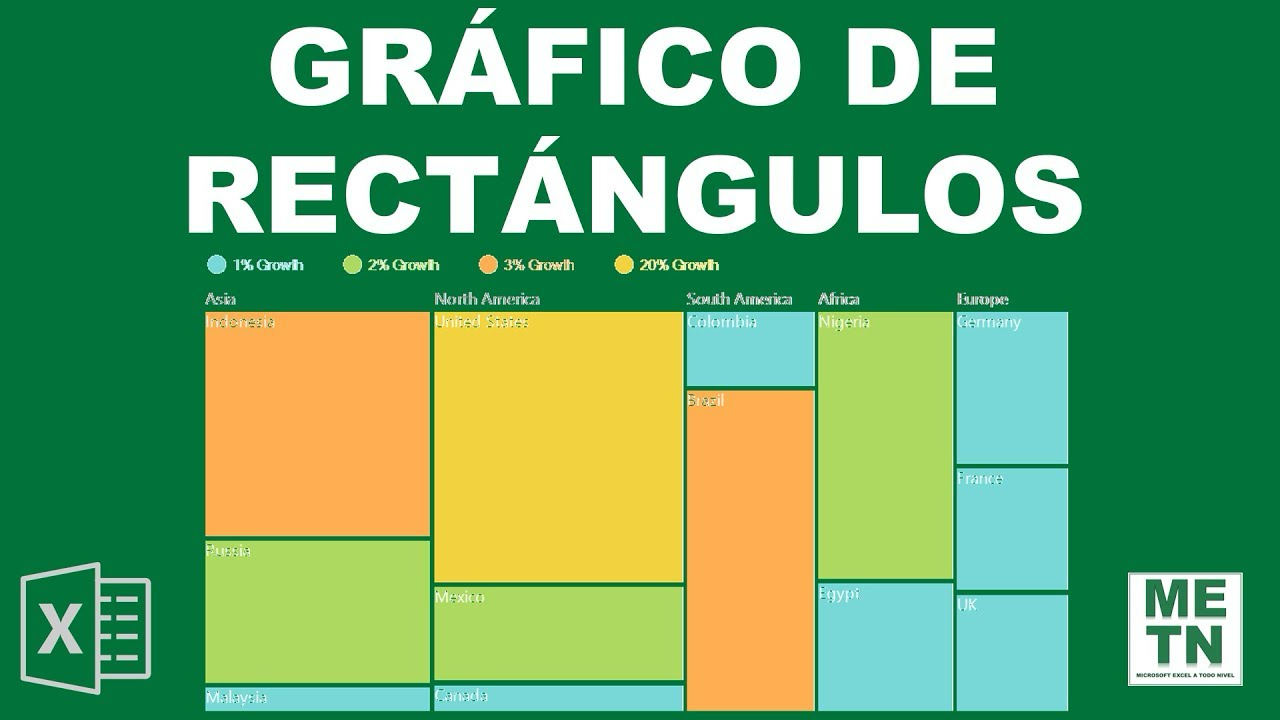 GRÁFICO DE
RECTÁNGULOS
1% Growth 2% Growth 3% Growth 20% Growth
Asia North America South America Africa Europe
Indonesia United States Colombia Nigeria Germany
Brazil
France
Russia
Egypt
Mexico
UK
Malaysia Canada
X
ME
TN
MICROSOFT EXCEL A TODO NIVEL